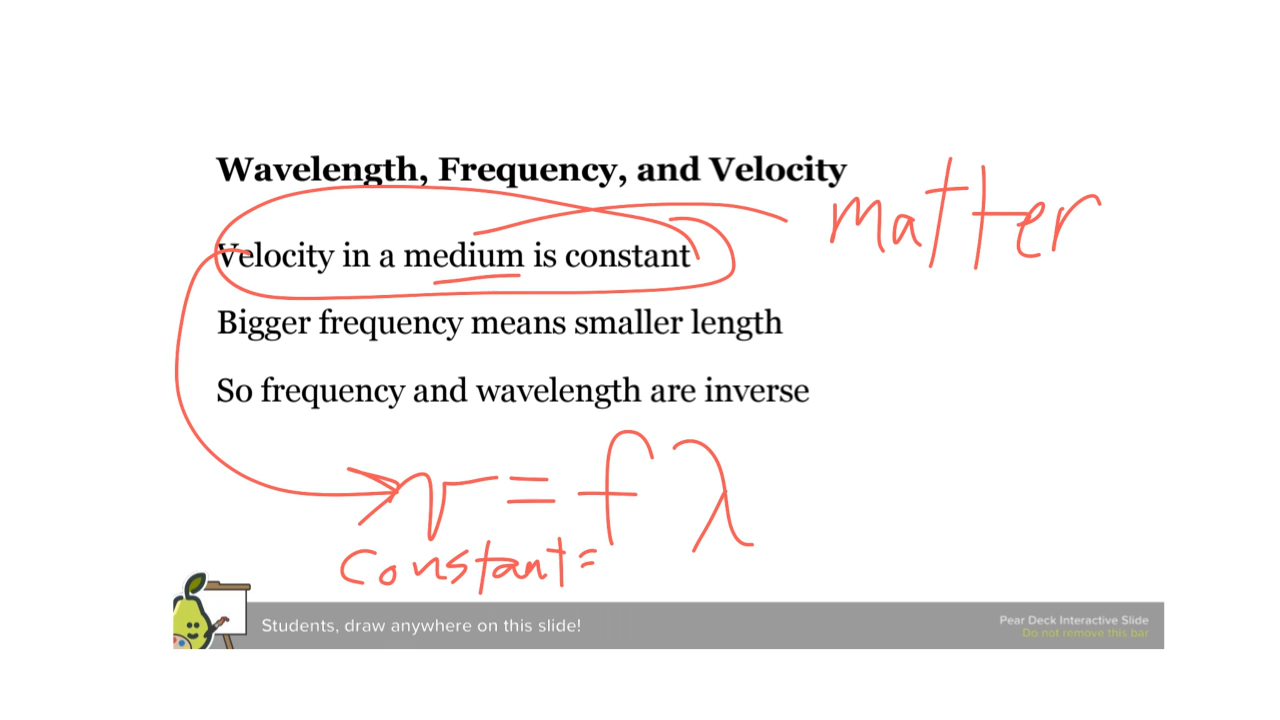 Wavelength, Frequency, and Velocity
matter
Velocity in a medium is constant
Bigger frequency means smaller length
So frequency and wavelength are inverse
v = f λ
constant =
Students, draw anywhere on this slide!
Pear Deck Interactive Slide
Do not remove this bar